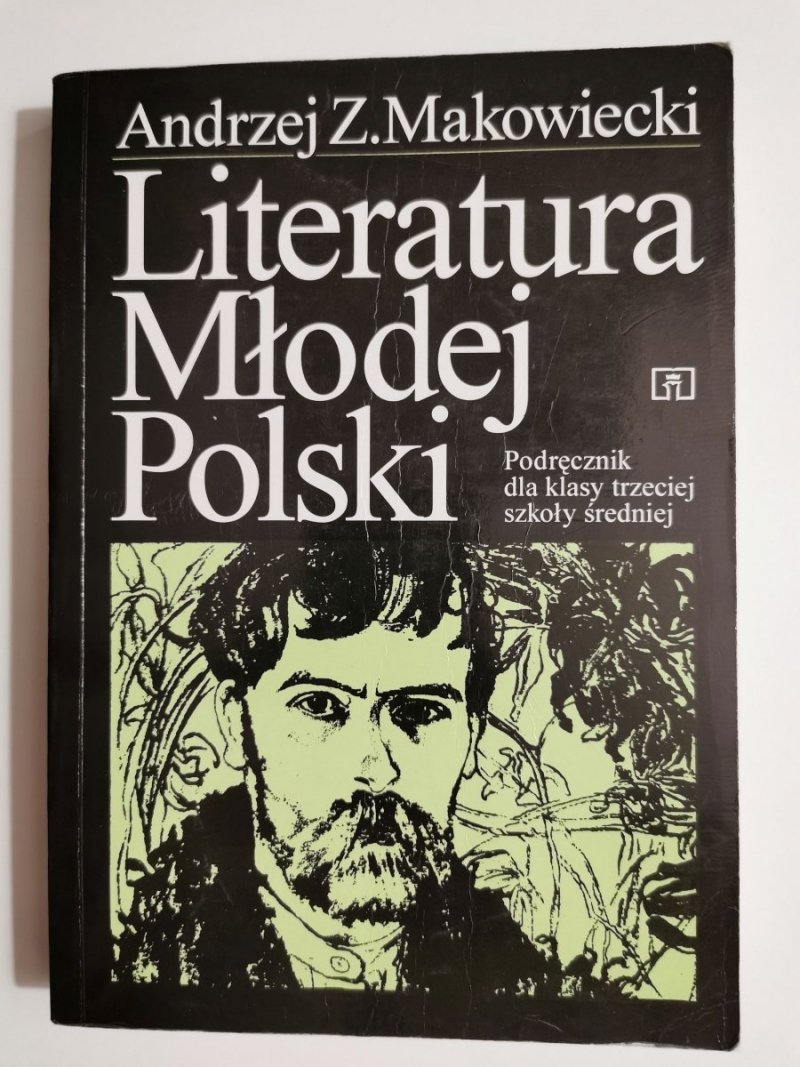 Andrzej Z. Makowiecki
Literatura
Młodej
Polski
Podręcznik
dla klasy trzeciej
szkoły średniej